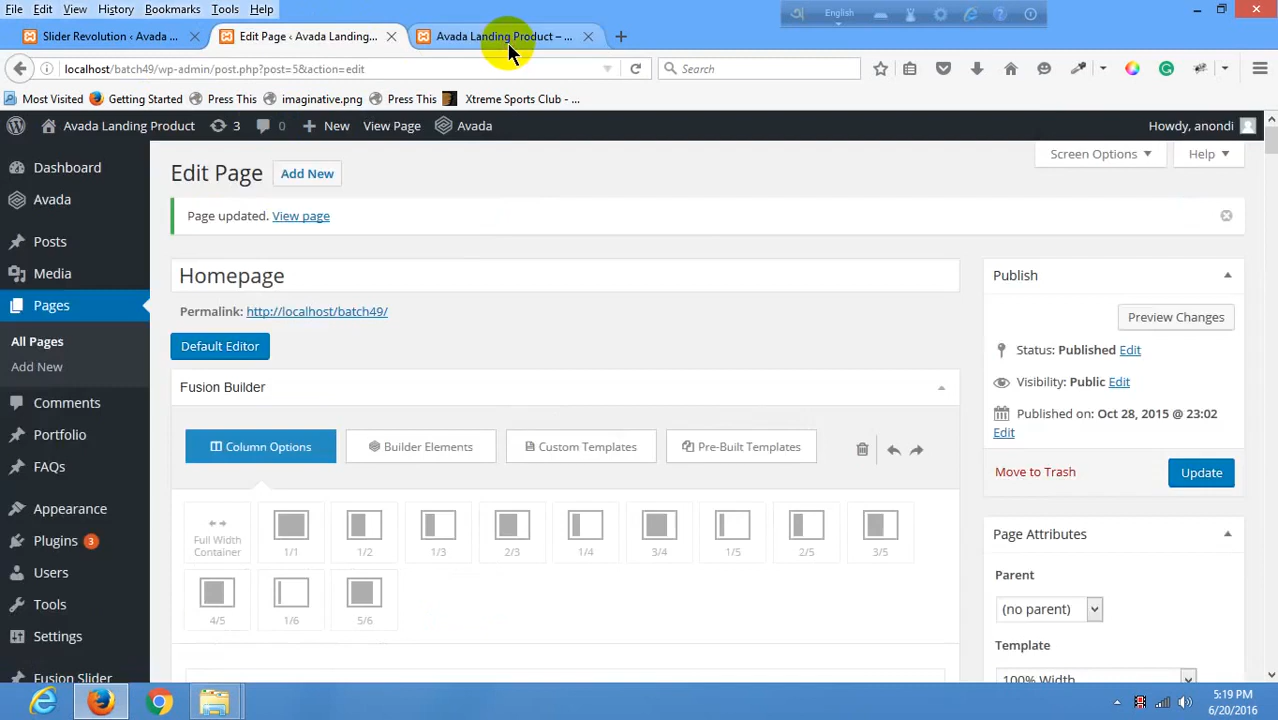 File Edit View History Bookmarks Tools Help
English
Slider Revolution ‹ Avada ...
Edit Page ‹ Avada Landing...
Avada Landing Product – ...
localhost/batch49/wp-admin/post.php?post=5&action=edit
Search
Most Visited Getting Started Press This imaginative.png Press This Xtreme Sports Club - ...
Avada Landing Product 3 0 New View Page Avada Howdy, anondi
Dashboard
Avada
Posts
Media
Pages
All Pages
Add New
Comments
Portfolio
FAQs
Appearance
Plugins 3
Users
Tools
Settings
Fusion Slider
Screen Options Help
Edit Page Add New
Page updated. View page
Homepage
Permalink: http://localhost/batch49/
Default Editor
Fusion Builder
Column Options Builder Elements Custom Templates Pre-Built Templates
Full Width Container
1/1 1/2 1/3 2/3 1/4 3/4 1/5 2/5 3/5
4/5 1/6 5/6
Publish
Preview Changes
Status: Published Edit
Visibility: Public Edit
Published on: Oct 28, 2015 @ 23:02
Edit
Move to Trash Update
Page Attributes
Parent
(no parent)
Template
100% Width
5:19 PM
6/20/2016